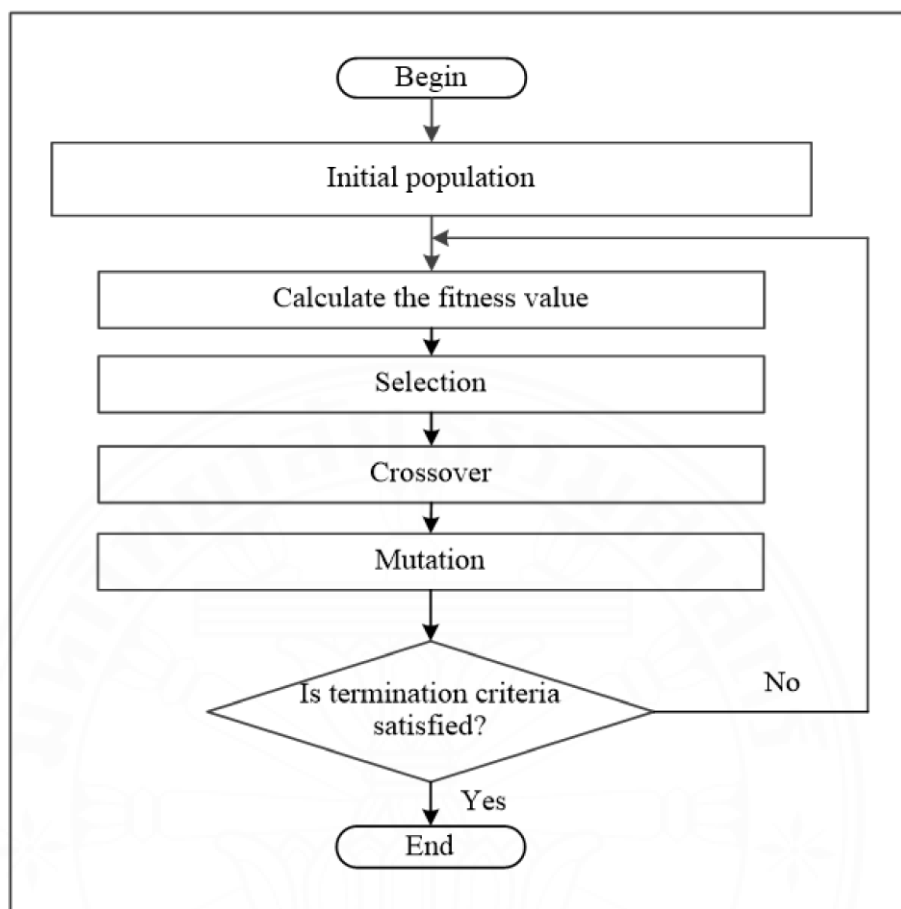 Begin
Initial population
Calculate the fitness value
Selection
Crossover
Mutation
Is termination criteria
satisfied?
No
Yes
End